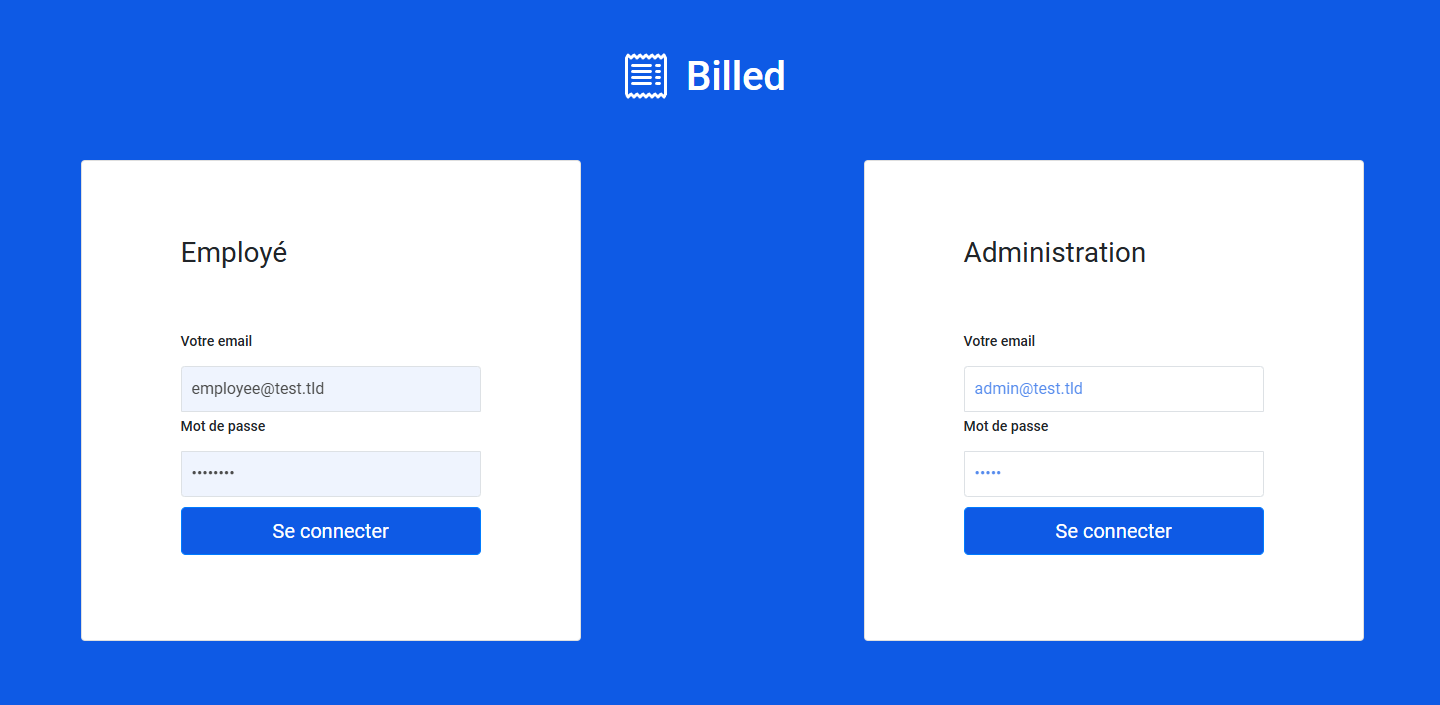 Billed
Employé
Votre email
employee@test.tld
Mot de passe
••••••••
Se connecter
Administration
Votre email
admin@test.tld
Mot de passe
•••••
Se connecter